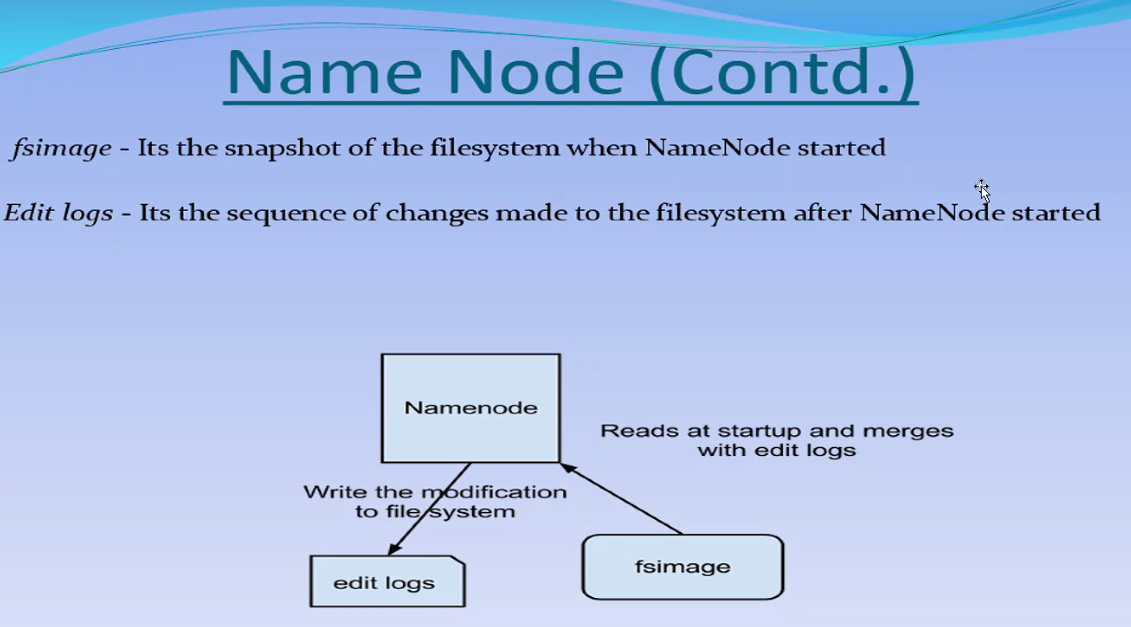 Name Node (Contd.)
fsimage - Its the snapshot of the filesystem when NameNode started
Edit logs - Its the sequence of changes made to the filesystem after NameNode started
Namenode
Reads at startup and merges
with edit logs
Write the modification
to file system
edit logs
fsimage